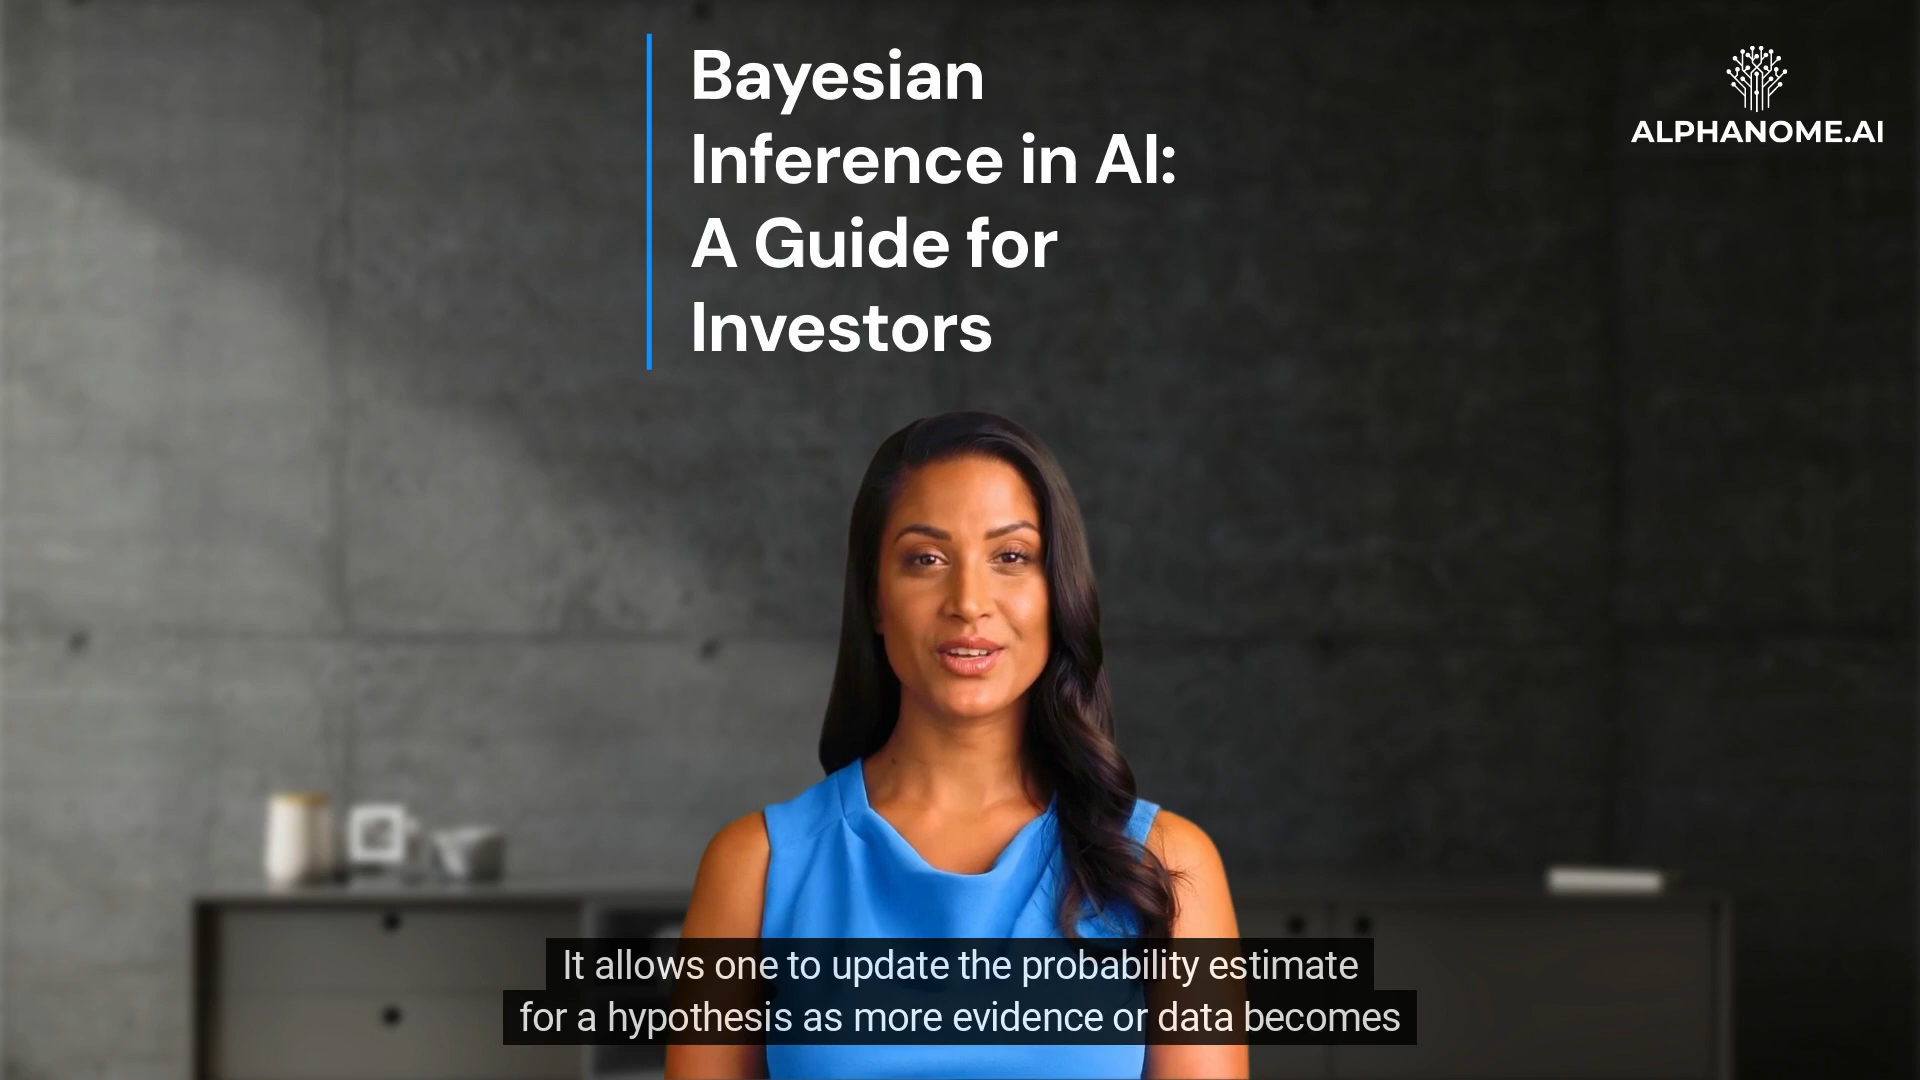 Bayesian
Inference in AI:
A Guide for
Investors
ALPHANOME.AI
It allows one to update the probability estimate
for a hypothesis as more evidence or data becomes